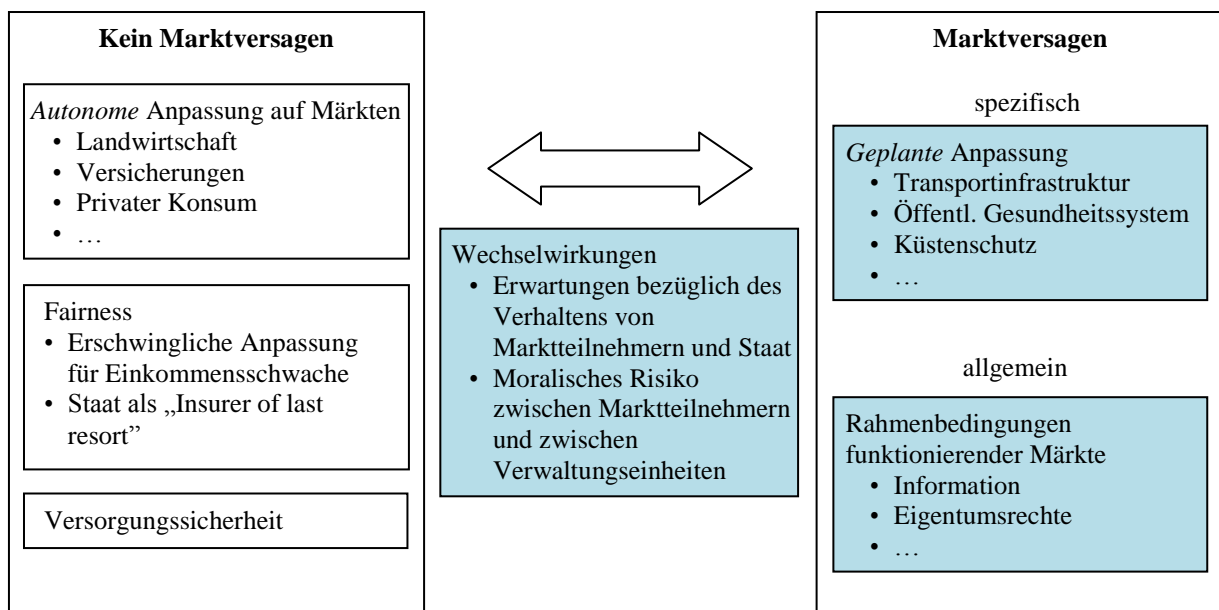 Kein Marktversagen
Autonome Anpassung auf Märkten
• Landwirtschaft
• Versicherungen
• Privater Konsum
• …
Fairness
• Erschwingliche Anpassung
für Einkommensschwache
• Staat als „Insurer of last
resort”
Versorgungssicherheit
Wechselwirkungen
• Erwartungen bezüglich des
Verhaltens von
Marktteilnehmern und Staat
• Moralisches Risiko
zwischen Marktteilnehmern
und zwischen
Verwaltungseinheiten
Marktversagen
spezifisch
Geplante Anpassung
• Transportinfrastruktur
• Öffentl. Gesundheitssystem
• Küstenschutz
• …
allgemein
Rahmenbedingungen
funktionierender Märkte
• Information
• Eigentumsrechte
• …